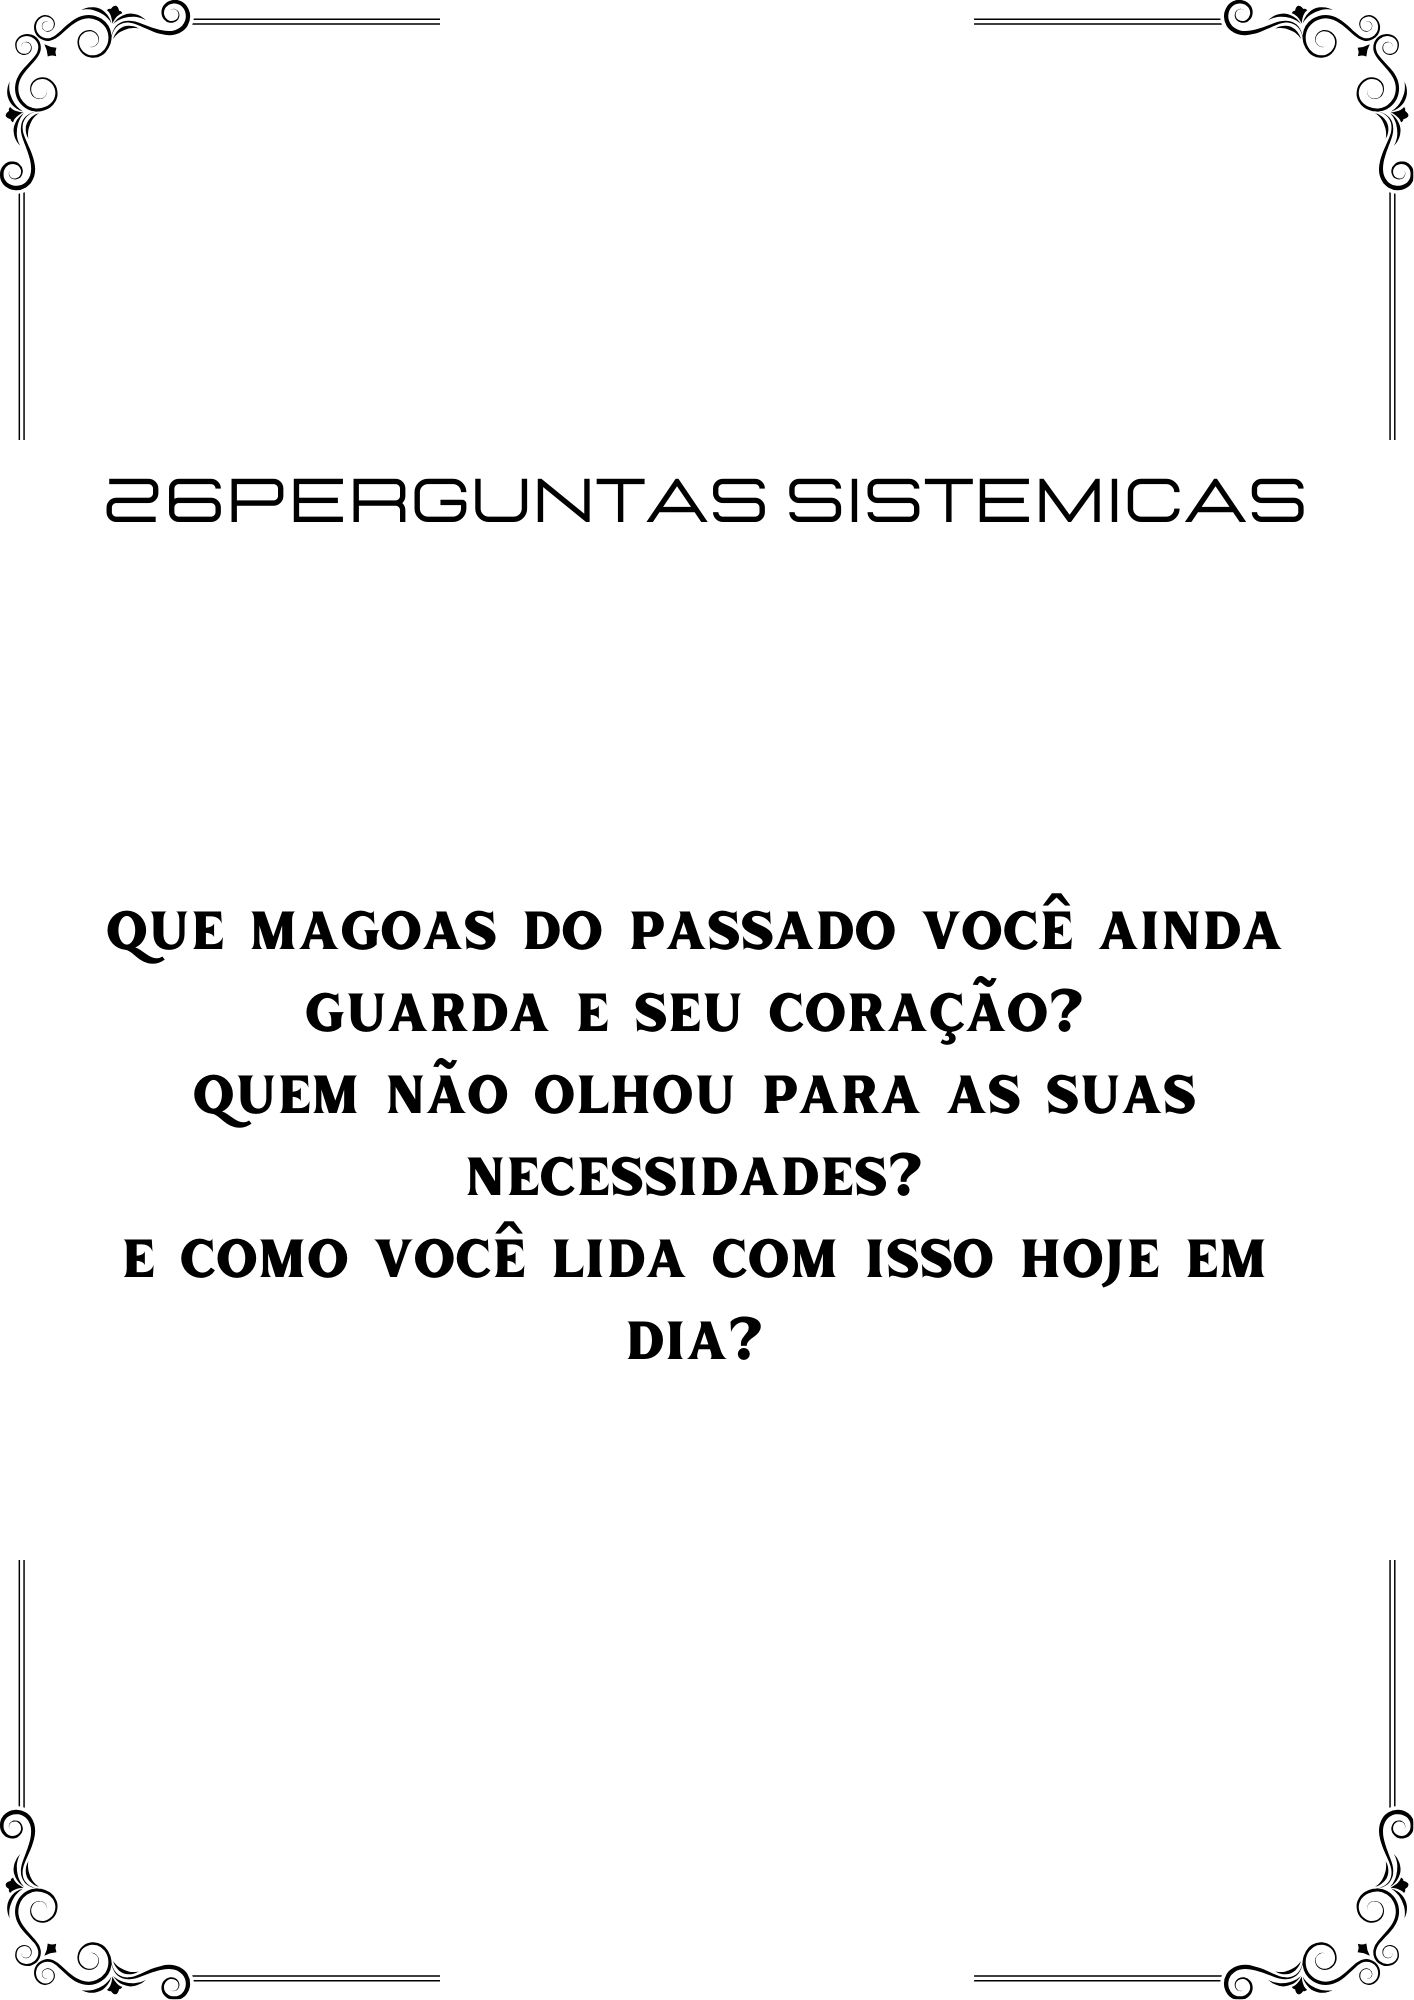 26PERGUNTAS SISTEMICAS
QUE MAGOAS DO PASSADO VOCÊ AINDA
GUARDA E SEU CORAÇÃO?
QUEM NÃO OLHOU PARA AS SUAS
NECESSIDADES?
E COMO VOCÊ LIDA COM ISSO HOJE EM
DIA?